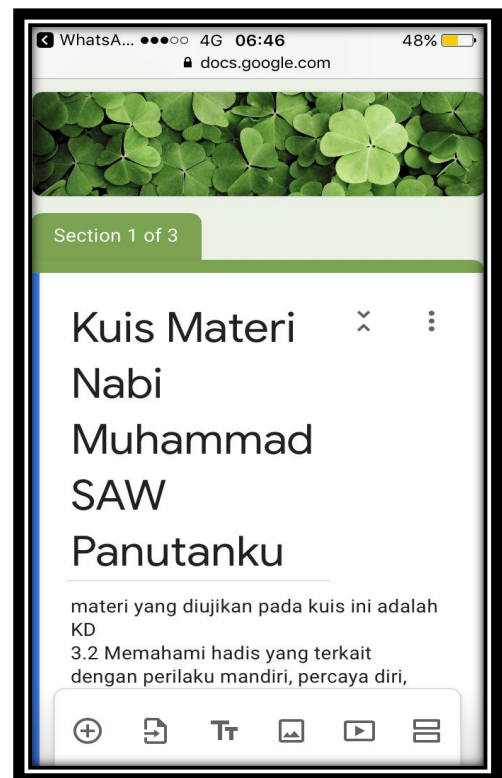 WhatsA... 4G 06:46 48%
docs.google.com
Section 1 of 3
Kuis Materi
Nabi
Muhammad
SAW
Panutanku
materi yang diujikan pada kuis ini adalah
KD
3.2 Memahami hadis yang terkait
dengan perilaku mandiri, percaya diri,
Tт